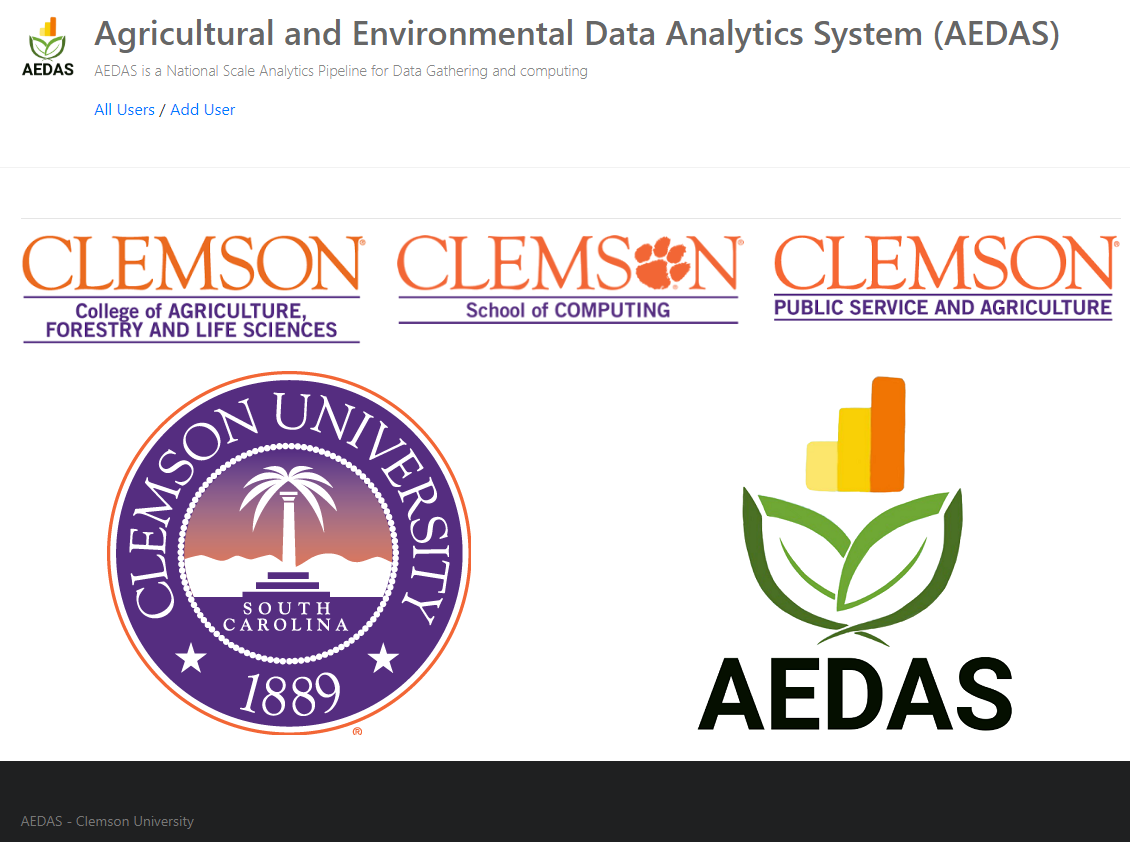 Agricultural and Environmental Data Analytics System (AEDAS)
AEDAS
AEDAS is a National Scale Analytics Pipeline for Data Gathering and computing
All Users / Add User
CLEMSON®
College of AGRICULTURE,
FORESTRY AND LIFE SCIENCES
CLEMSON®
School of COMPUTING
CLEMSON®
PUBLIC SERVICE AND AGRICULTURE
CLEMSON UNIVERSITY
SOUTH
CAROLINA
1889
®
AEDAS
AEDAS - Clemson University